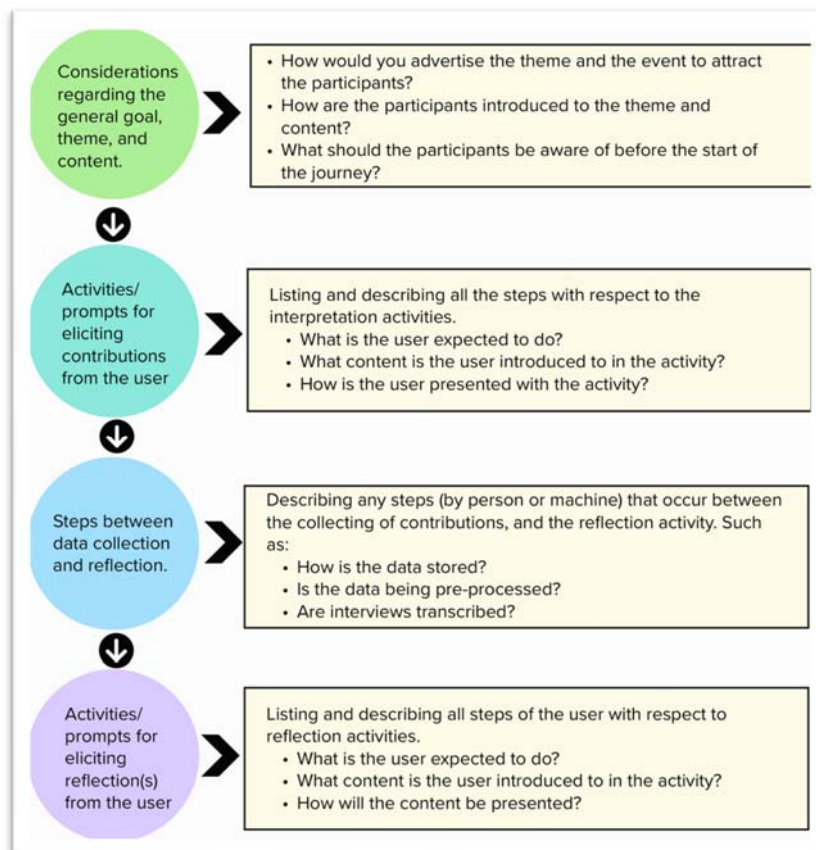 Considerations
regarding the
general goal,
theme, and
content.
• How would you advertise the theme and the event to attract
the participants?
• How are the participants introduced to the theme and
content?
• What should the participants be aware of before the start of
the journey?
Activities/
prompts for
eliciting
contributions
from the user
Listing and describing all the steps with respect to the
interpretation activities.
• What is the user expected to do?
• What content is the user introduced to in the activity?
• How is the user presented with the activity?
Steps between
data collection
and reflection.
Describing any steps (by person or machine) that occur between
the collecting of contributions, and the reflection activity. Such
as:
• How is the data stored?
• Is the data being pre-processed?
• Are interviews transcribed?
Activities/
prompts for
eliciting
reflection(s)
from the user
Listing and describing all steps of the user with respect to
reflection activities.
• What is the user expected to do?
• What content is the user introduced to in the activity?
• How will the content be presented?